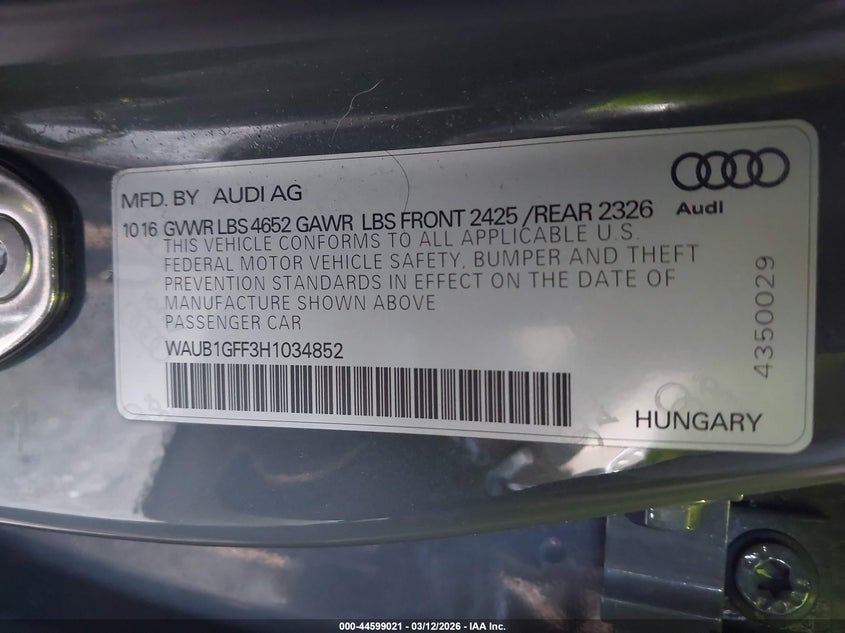 MFD. BY AUDI AG
Audi
10 16 GVWR LBS 4652 GAWR LBS FRONT 2425 /REAR 2326
THIS VEHICLE CONFORMS TO ALL APPLICABLE U.S.
FEDERAL MOTOR VEHICLE SAFETY, BUMPER AND THEFT
PREVENTION STANDARDS IN EFFECT ON THE DATE OF
MANUFACTURE SHOWN ABOVE
PASSENGER CAR
WAUB1GFF3H1034852
HUNGARY
4350029
000-44599021 - 03/12/2026 - IAA Inc.